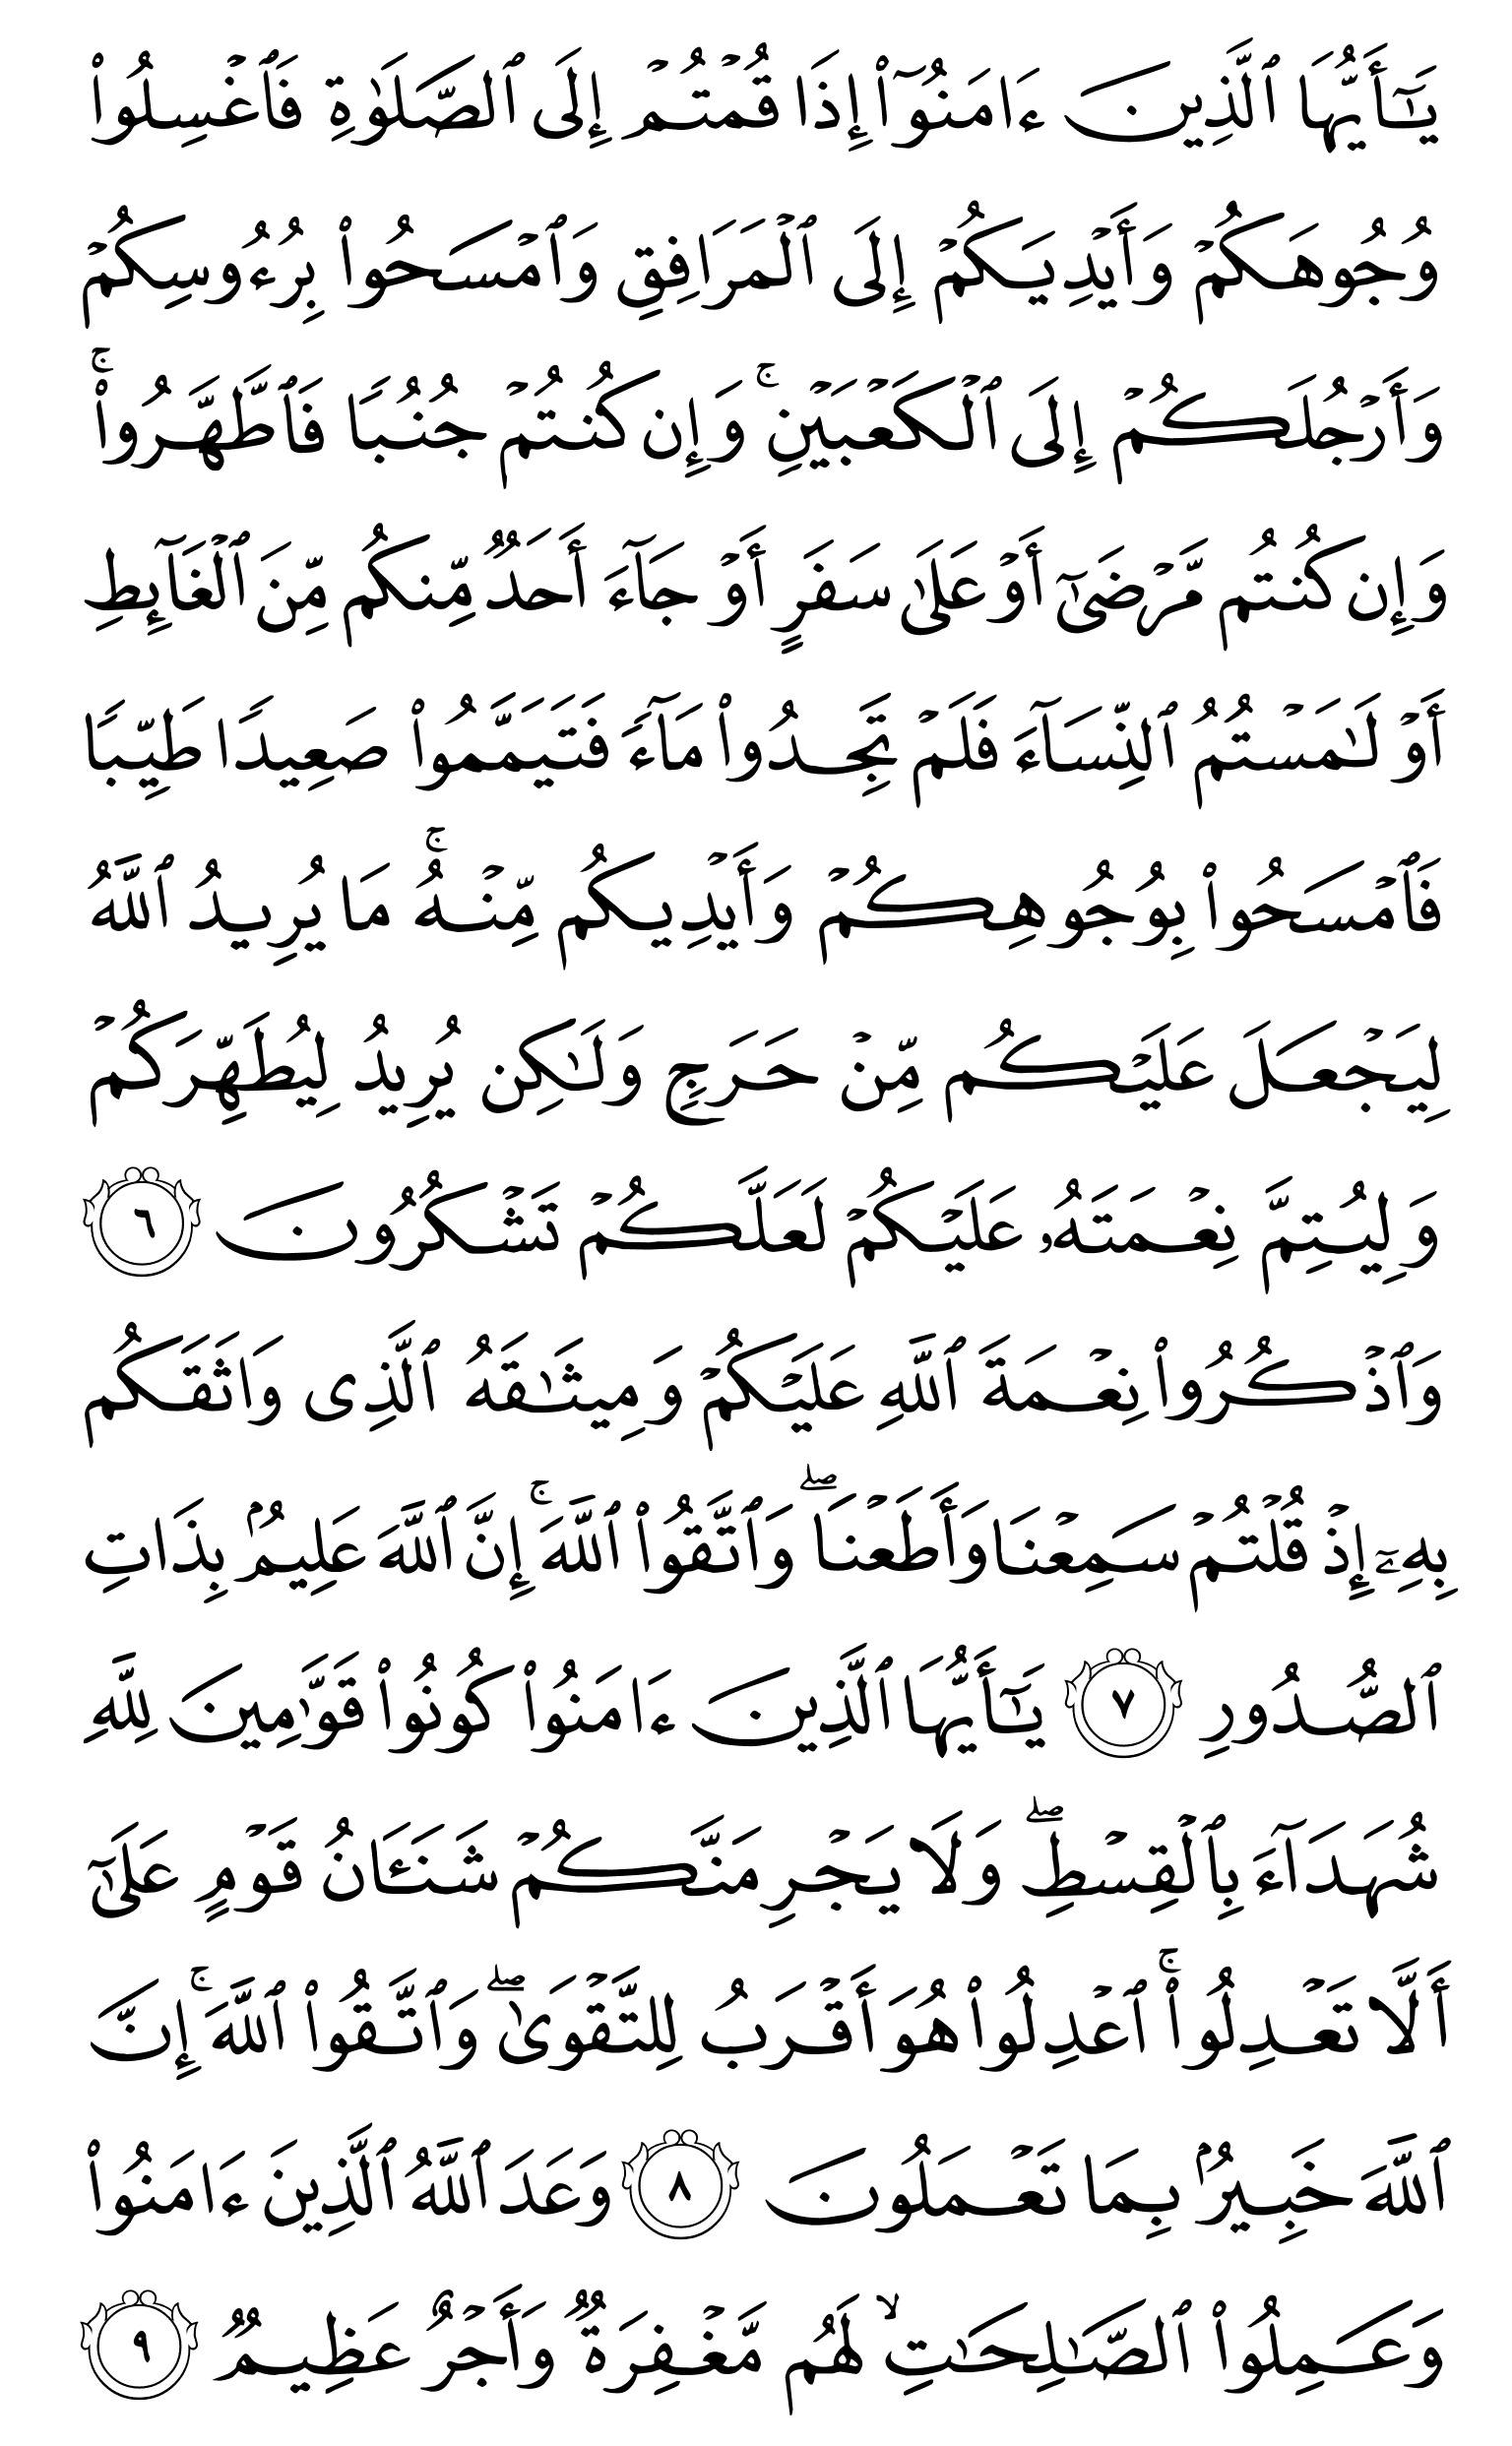 يَٰٓأَيُّهَا ٱلَّذِينَ ءَامَنُوٓا۟ إِذَا قُمْتُمْ إِلَى ٱلصَّلَوٰةِ فَٱغْسِلُوا۟
وُجُوهَكُمْ وَأَيْدِيَكُمْ إِلَى ٱلْمَرَافِقِ وَٱمْسَحُوا۟ بِرُءُوسِكُمْ
وَأَرْجُلَكُمْ إِلَى ٱلْكَعْبَيْنِ ۚ وَإِن كُنتُمْ جُنُبًا فَٱطَّهَّرُوا۟ ۚ
وَإِن كُنتُم مَّرْضَىٰٓ أَوْ عَلَىٰ سَفَرٍ أَوْ جَآءَ أَحَدٌ مِّنكُم مِّنَ ٱلْغَآئِطِ
أَوْ لَٰمَسْتُمُ ٱلنِّسَآءَ فَلَمْ تَجِدُوا۟ مَآءً فَتَيَمَّمُوا۟ صَعِيدًا طَيِّبًا
فَٱمْسَحُوا۟ بِوُجُوهِكُمْ وَأَيْدِيكُم مِّنْهُ ۚ مَا يُرِيدُ ٱللَّهُ
لِيَجْعَلَ عَلَيْكُم مِّنْ حَرَجٍ وَلَٰكِن يُرِيدُ لِيُطَهِّرَكُمْ
وَلِيُتِمَّ نِعْمَتَهُۥ عَلَيْكُمْ لَعَلَّكُمْ تَشْكُرُونَ ٦
وَٱذْكُرُوا۟ نِعْمَةَ ٱللَّهِ عَلَيْكُمْ وَمِيثَٰقَهُ ٱلَّذِى وَاثَقَكُم
بِهِۦٓ إِذْ قُلْتُمْ سَمِعْنَا وَأَطَعْنَا ۖ وَٱتَّقُوا۟ ٱللَّهَ ۚ إِنَّ ٱللَّهَ عَلِيمٌۢ بِذَاتِ
ٱلصُّدُورِ ٧ يَٰٓأَيُّهَا ٱلَّذِينَ ءَامَنُوا۟ كُونُوا۟ قَوَّٰمِينَ لِلَّهِ
شُهَدَآءَ بِٱلْقِسْطِ ۖ وَلَا يَجْرِمَنَّكُمْ شَنَـَٔانُ قَوْمٍ عَلَىٰٓ
أَلَّا تَعْدِلُوا۟ ۚ ٱعْدِلُوا۟ هُوَ أَقْرَبُ لِلتَّقْوَىٰ ۖ وَٱتَّقُوا۟ ٱللَّهَ ۚ إِنَّ
ٱللَّهَ خَبِيرٌۢ بِمَا تَعْمَلُونَ ٨ وَعَدَ ٱللَّهُ ٱلَّذِينَ ءَامَنُوا۟
وَعَمِلُوا۟ ٱلصَّٰلِحَٰتِ ۙ لَهُم مَّغْفِرَةٌ وَأَجْرٌ عَظِيمٌ ٩